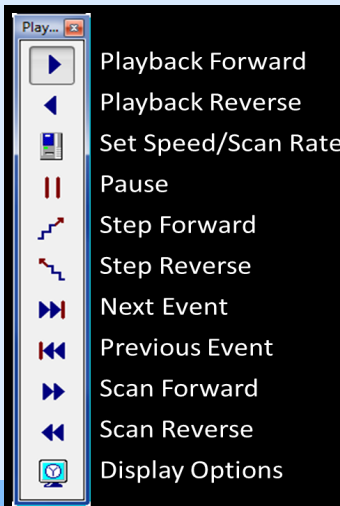 Play...
Playback Forward
Playback Reverse
Set Speed/Scan Rate
Pause
Step Forward
Step Reverse
Next Event
Previous Event
Scan Forward
Scan Reverse
Display Options